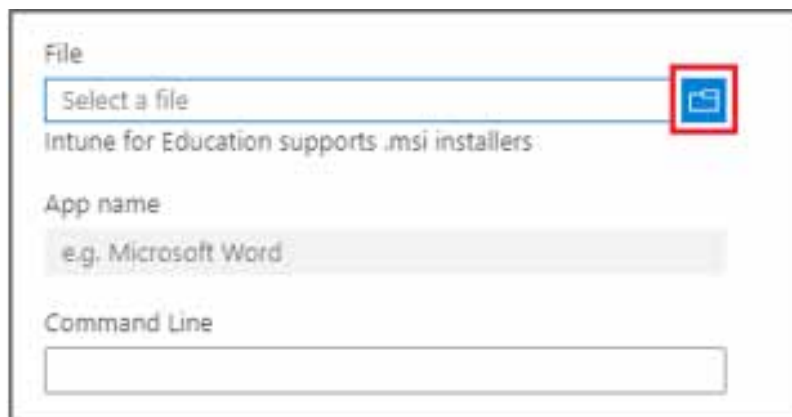 File
Select a file
Intune for Education supports .msi installers
App name
e.g. Microsoft Word
Command Line